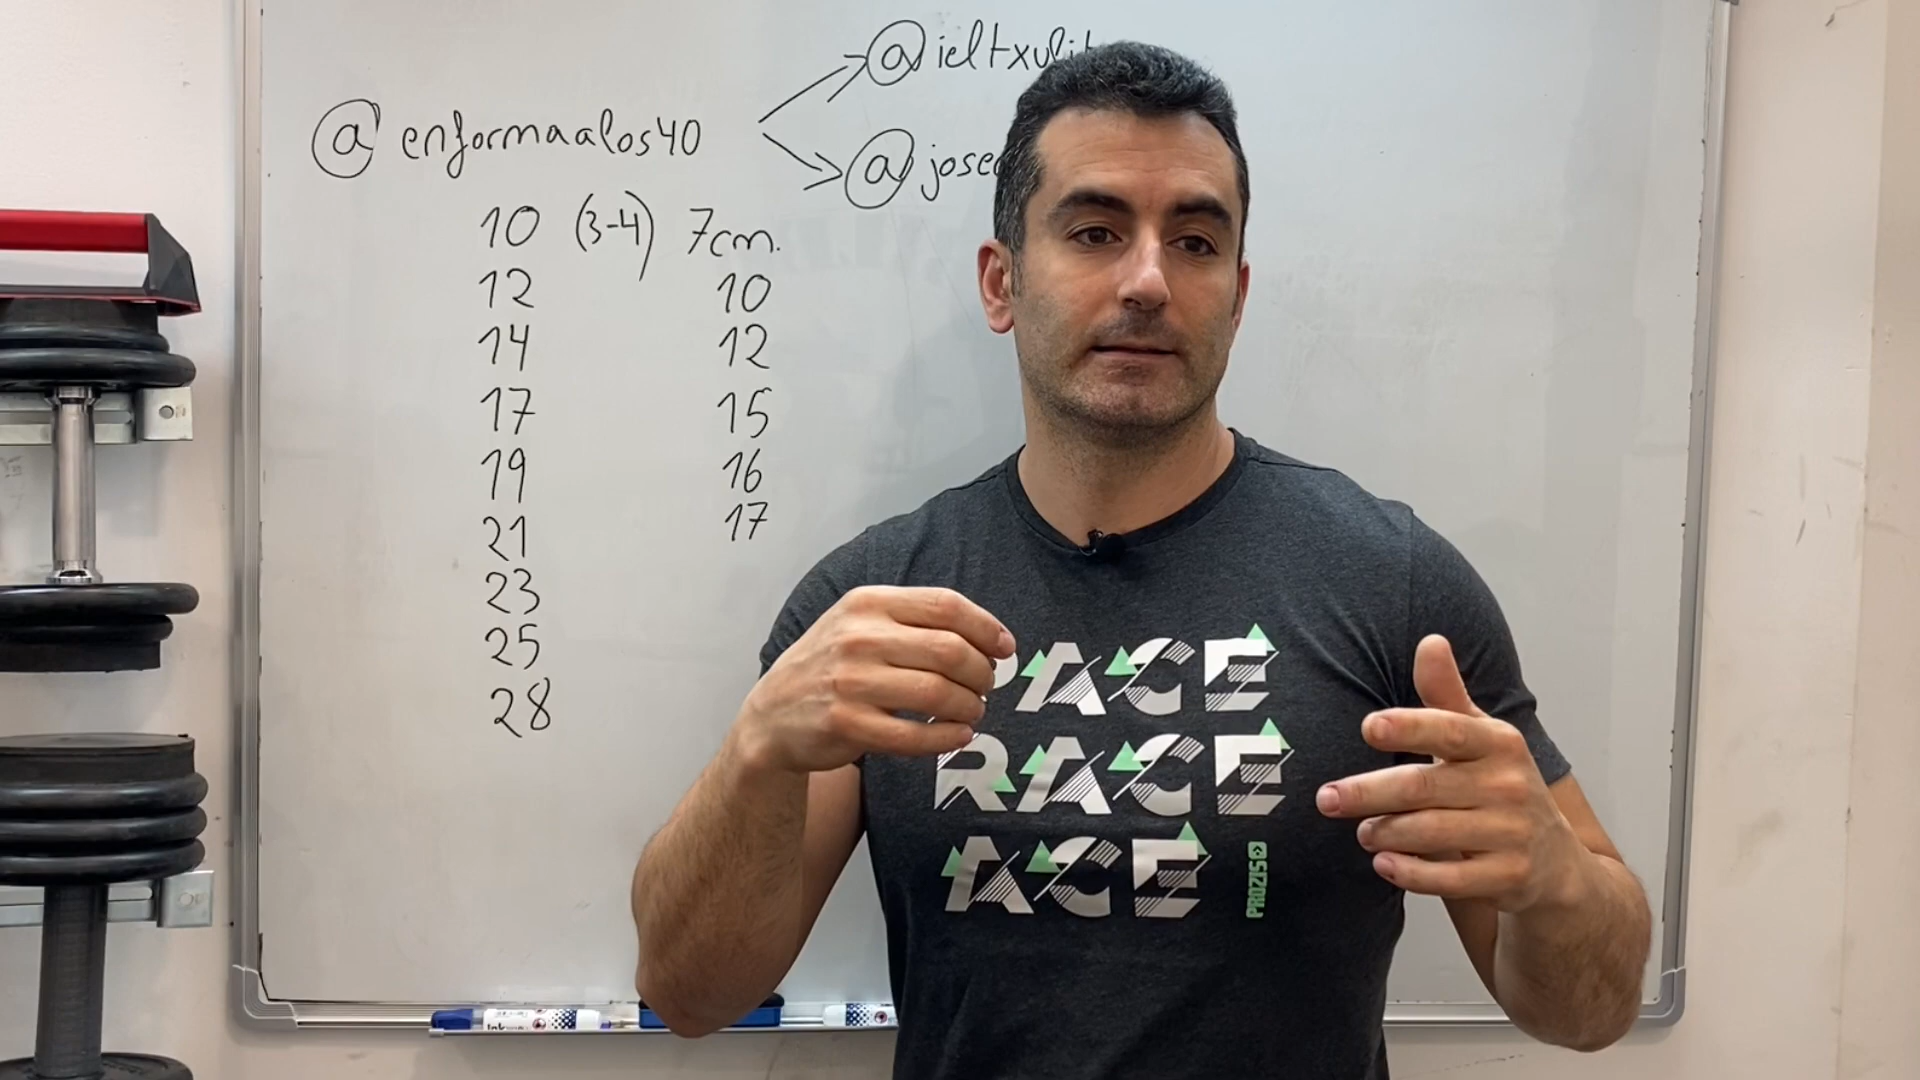 @ieltxulit
@enformaalos40
@jose
10 (3-4) 7cm.
12 10
14 12
17 15
19 16
21 17
23
25
28
PACE
RACE
ACE
PROZIS